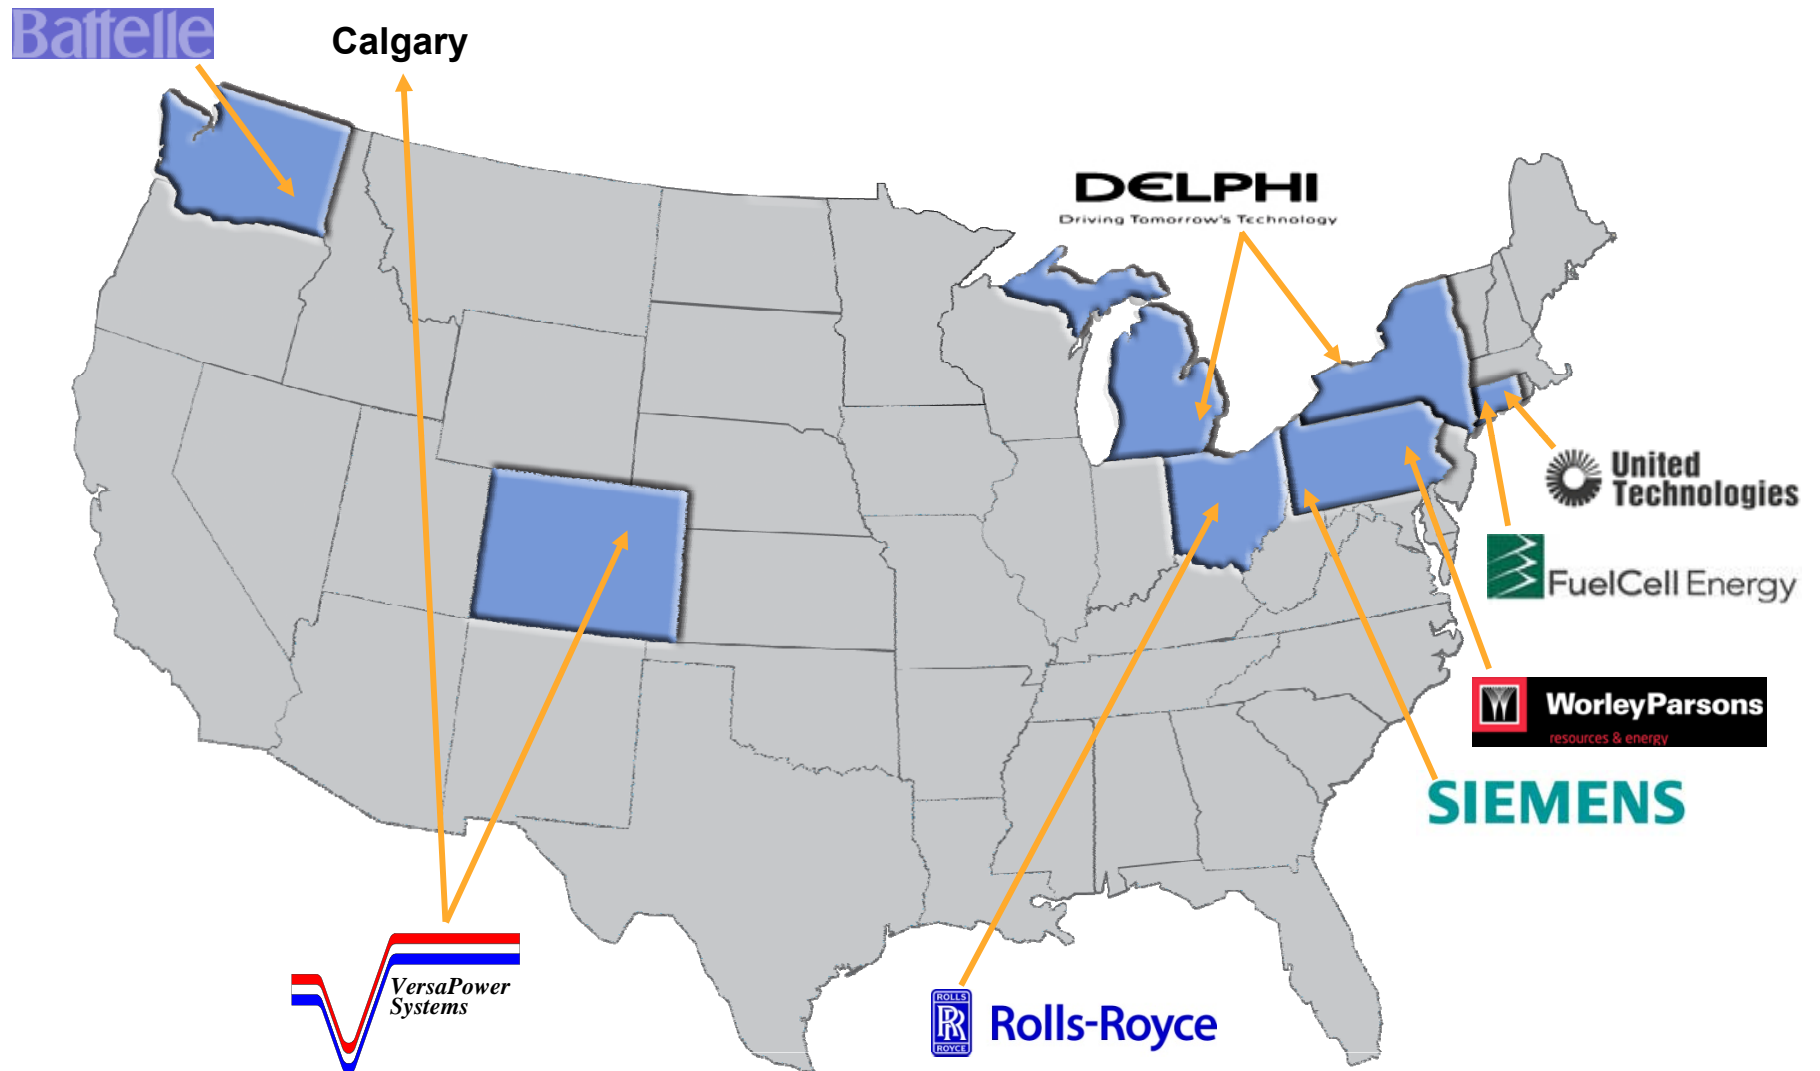 Battelle
Calgary
DELPHI
Driving Tomorrow's Technology
United
Technologies
FuelCell Energy
WorleyParsons
resources & energy
SIEMENS
VersaPower
Systems
ROLLS
RR
ROYCE
Rolls-Royce